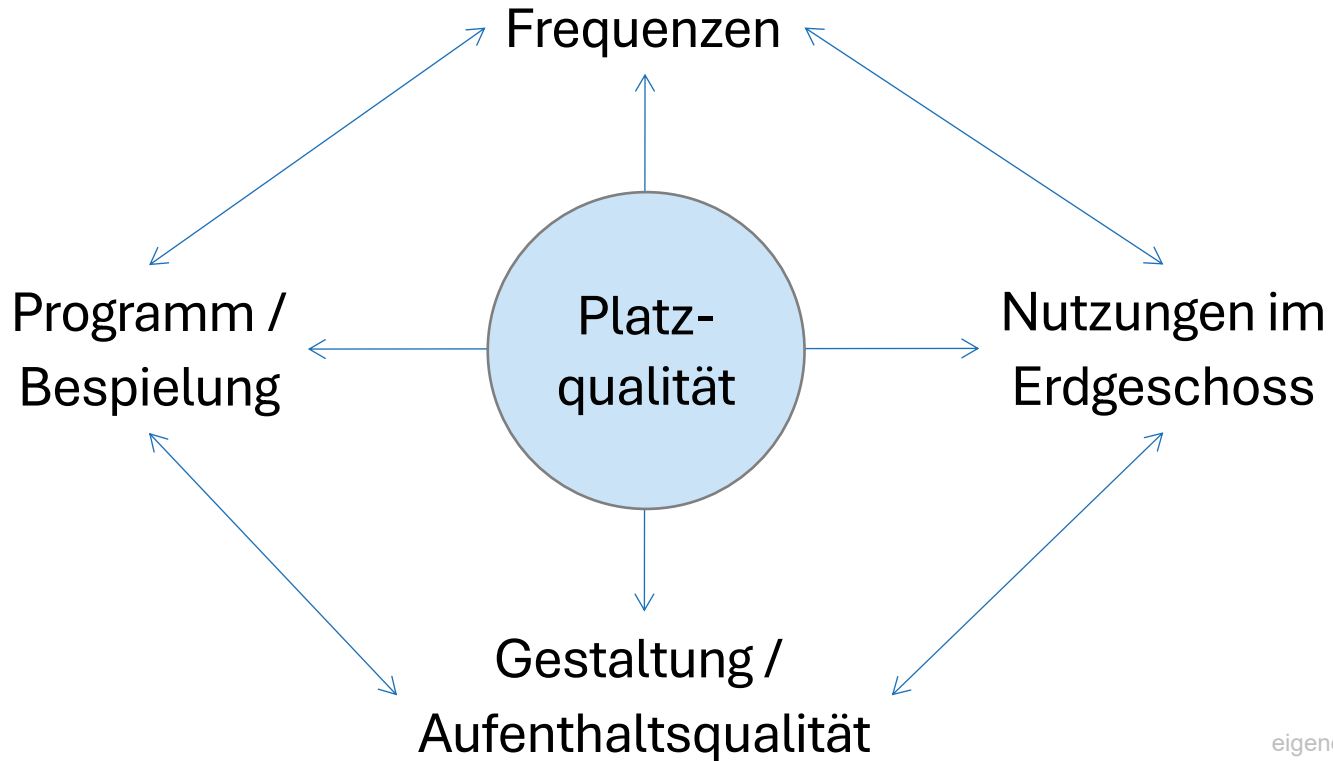 Frequenzen
Programm /
Bespielung
Platz-
qualität
Nutzungen im
Erdgeschoss
Gestaltung /
Aufenthaltsqualität